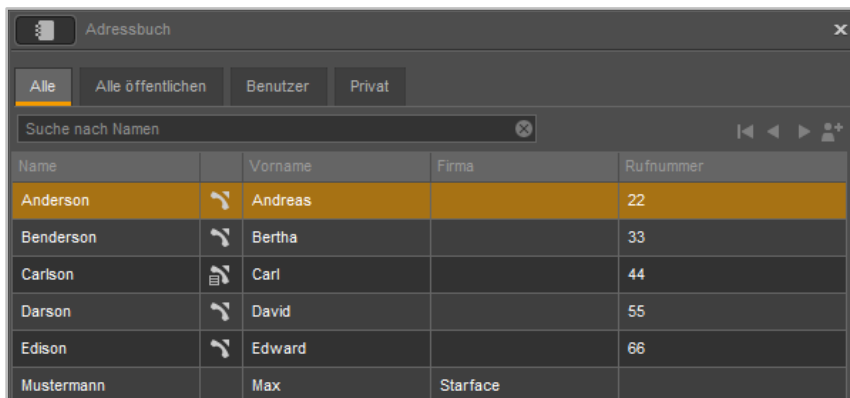 Adressbuch
Alle Alle öffentlichen Benutzer Privat
Suche nach Namen
Name Vorname Firma Rufnummer
Anderson Andreas 22
Benderson Bertha 33
Carlson Carl 44
Darson David 55
Edison Edward 66
Mustermann Max Starface